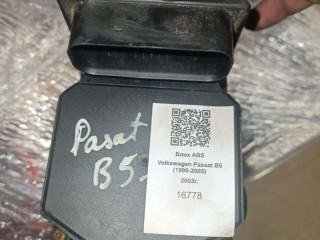 Pasat
B5
Блок ABS
Volkswagen Passat B5
(1996-2005)
2003г.
16778